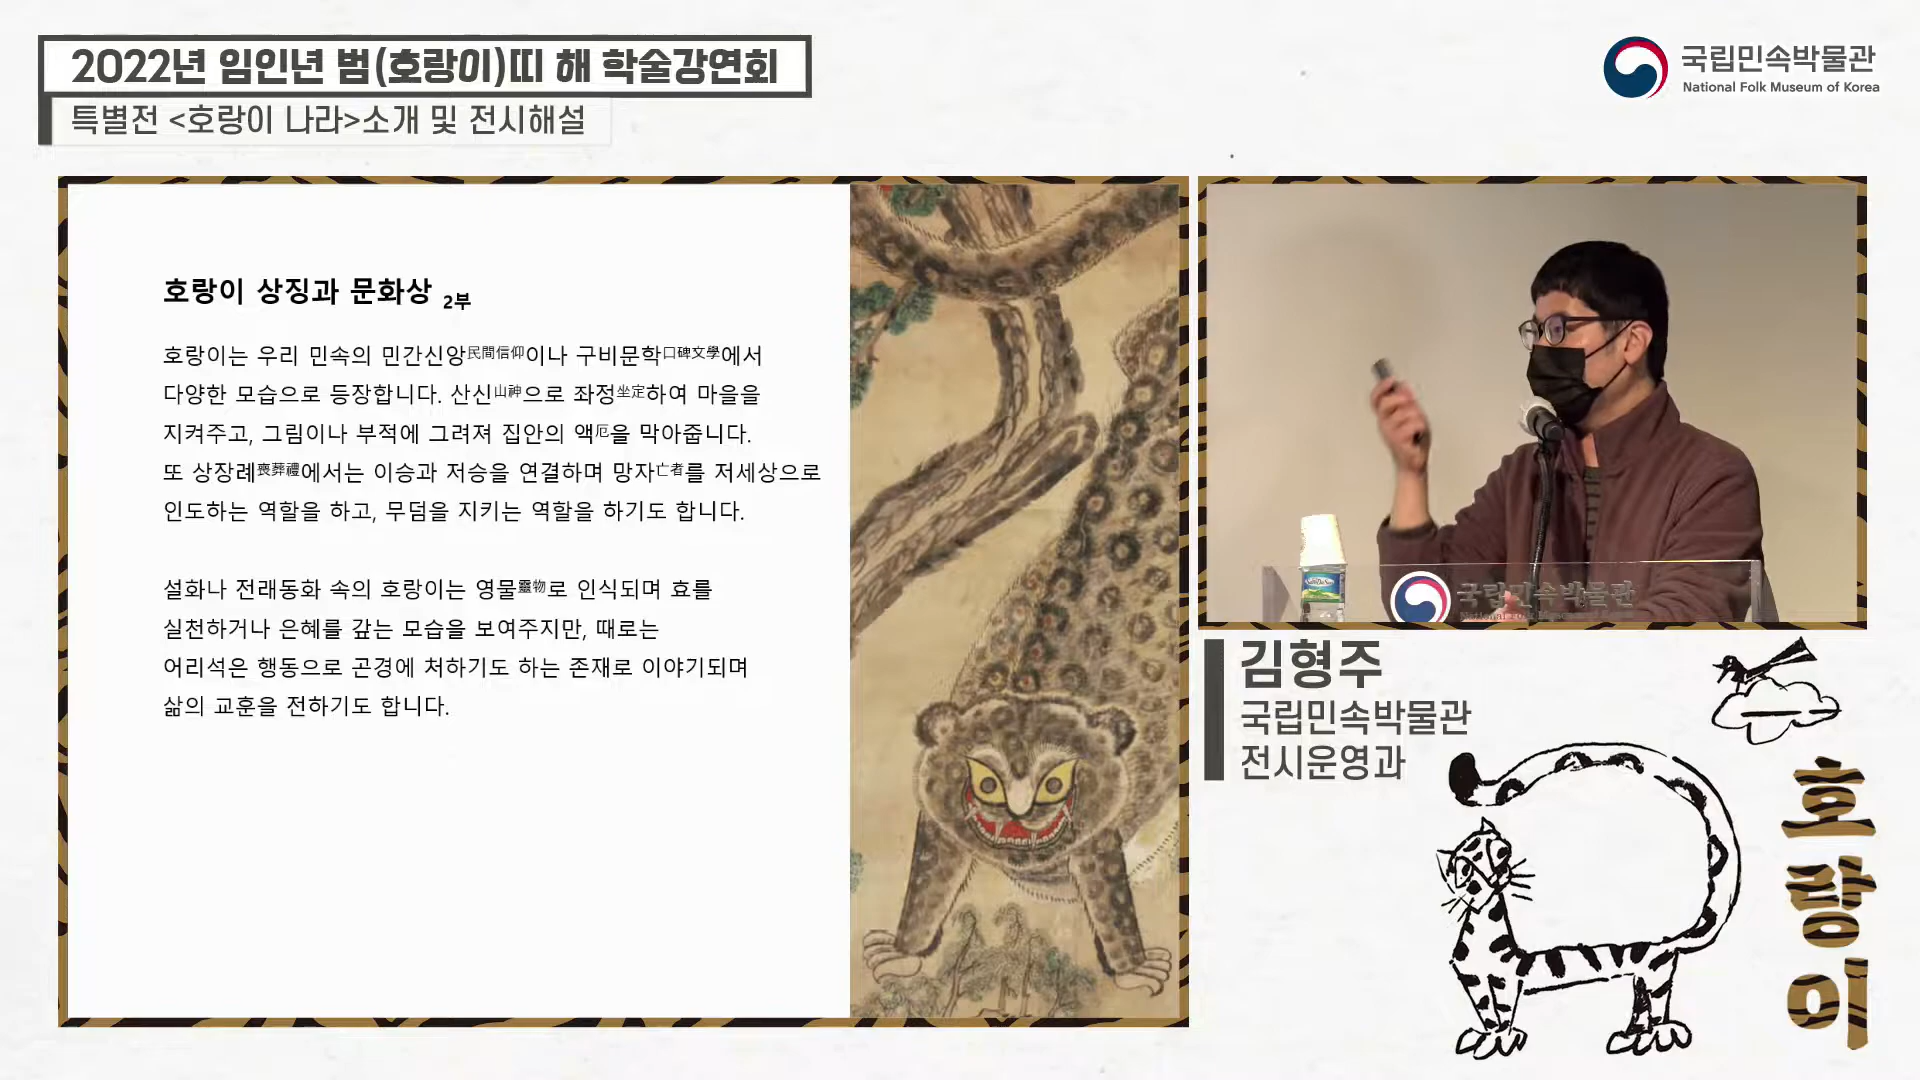 2022년 임인년 범(호랑이)띠 해 학술강연회
특별전 <호랑이 나라>소개 및 전시해설
국립민속박물관
National Folk Museum of Korea
호랑이 상징과 문화상 2부
호랑이는 우리 민속의 민간신앙民間信仰이나 구비문학口碑文學에서
다양한 모습으로 등장합니다. 산신山神으로 좌정坐定하여 마을을
지켜주고, 그림이나 부적에 그려져 집안의 액厄을 막아줍니다.
또 상장례喪葬禮에서는 이승과 저승을 연결하며 망자亡者를 저세상으로
인도하는 역할을 하고, 무덤을 지키는 역할을 하기도 합니다.
설화나 전래동화 속의 호랑이는 영물靈物로 인식되며 효를
실천하거나 은혜를 갚는 모습을 보여주지만, 때로는
어리석은 행동으로 곤경에 처하기도 하는 존재로 이야기되며
삶의 교훈을 전하기도 합니다.
국립민속박물관
김형주
국립민속박물관
전시운영과
호랑이